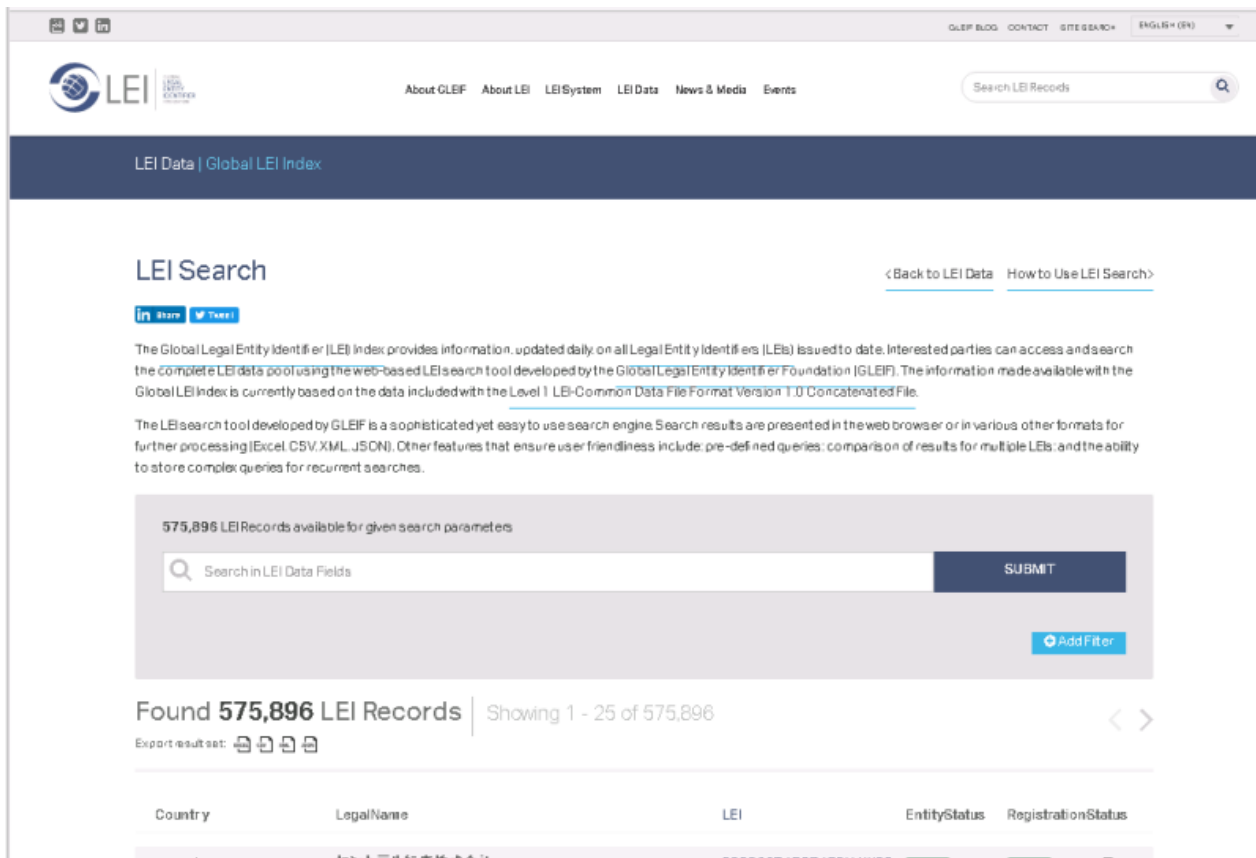 GLEIF BLOG CONTACT SITE SEARCH ENGLISH (EN)
LEI
About GLEIF About LEI LEI System LEI Data News & Media Events
Search LEI Records
LEI Data | Global LEI Index
LEI Search
<Back to LEI Data How to Use LEI Search>
in Share Tweet
The Global Legal Entity Identifier (LEI) Index provides information, updated daily, on all Legal Entity Identifiers (LEIs) issued to date. Interested parties can access and search
the complete LEI data pool using the web-based LEI search tool developed by the Global Legal Entity Identifier Foundation (GLEIF). The information made available with the
Global LEI Index is currently based on the data included with the Level 1 LEI-Common Data File Format Version 1.0 Concatenated File.
The LEI search tool developed by GLEIF is a sophisticated yet easy to use search engine. Search results are presented in the web browser or in various other formats for
further processing (Excel, CSV, XML, JSON). Other features that ensure user friendliness include: pre-defined queries; comparison of results for multiple LEIs; and the ability
to store complex queries for recurrent searches.
575,896 LEI Records available for given search parameters
Search in LEI Data Fields
SUBMIT
Add Filter
Found 575,896 LEI Records Showing 1 - 25 of 575,896
Export result set:
Country LegalName LEI EntityStatus RegistrationStatus